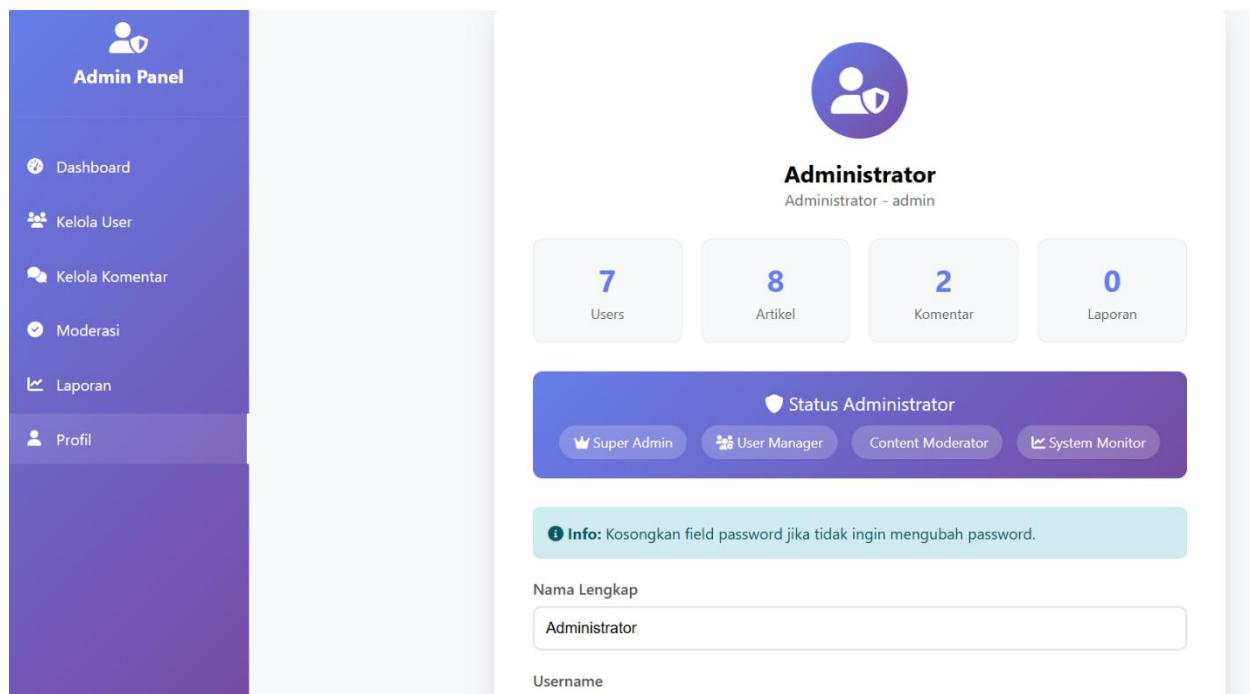 Admin Panel
Dashboard
Kelola User
Kelola Komentar
Moderasi
Laporan
Profil
Administrator
Administrator - admin
7
Users
8
Artikel
2
Komentar
0
Laporan
Status Administrator
Super Admin
User Manager
Content Moderator
System Monitor
Info: Kosongkan field password jika tidak ingin mengubah password.
Nama Lengkap
Administrator
Username